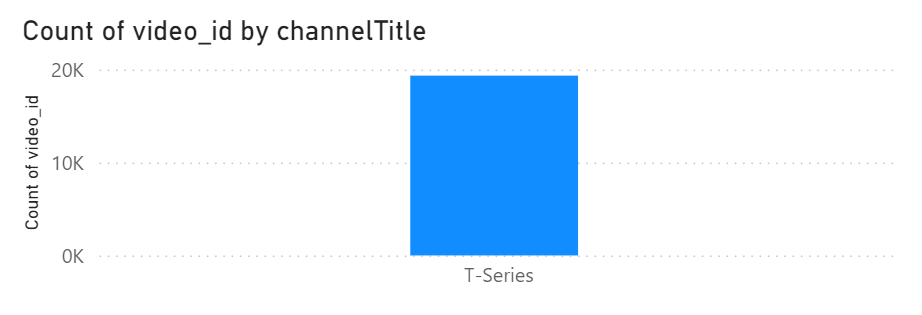 Count of video_id by channelTitle
20K
10K
0K
Count of video_id
T-Series